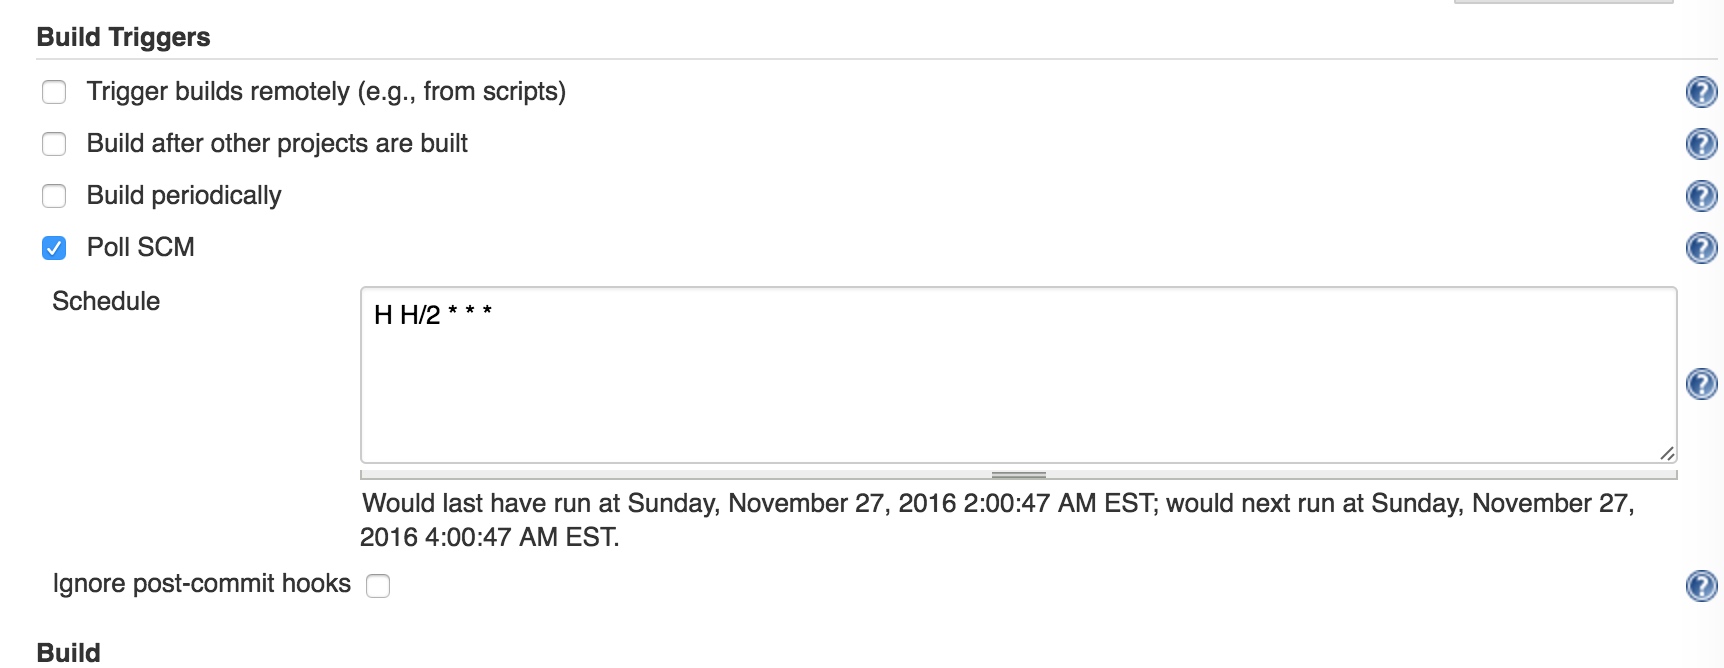 Build Triggers
Trigger builds remotely (e.g., from scripts)
?
Build after other projects are built
?
Build periodically
?
Poll SCM
?
Schedule
H H/2 * * *
?
Would last have run at Sunday, November 27, 2016 2:00:47 AM EST; would next run at Sunday, November 27,
2016 4:00:47 AM EST.
Ignore post-commit hooks
?
Build